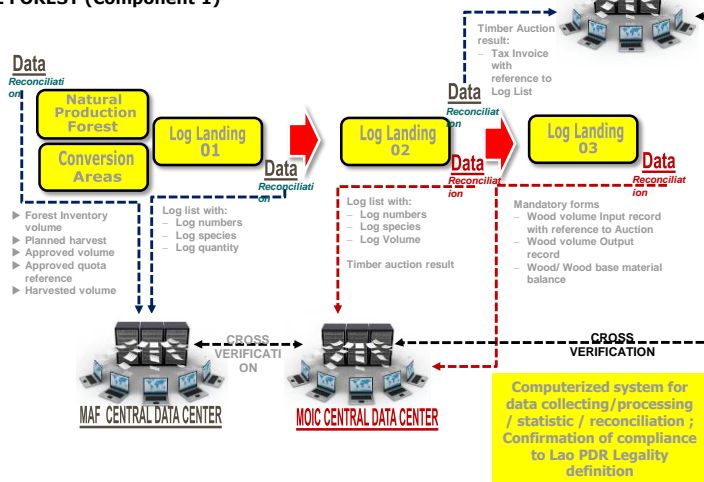 FOREST (Component 1)
Timber Auction
result:
– Tax Invoice
with
reference to
Log List
Data
Reconciliati
on
Natural
Production
Forest
Conversion
Areas
Log Landing
01
Data
Reconciliati
on
Log Landing
02
Data
Reconciliat
ion
Data
Reconciliat
ion
Log Landing
03
Data
Reconciliat
ion
▶ Forest Inventory
volume
▶ Planned harvest
▶ Approved volume
▶ Approved quota
reference
▶ Harvested volume
Log list with:
– Log numbers
– Log species
– Log quantity
Log list with:
– Log numbers
– Log species
– Log Volume
Timber auction result
Mandatory forms
– Wood volume Input record
with reference to Auction
– Wood volume Output
record
– Wood/ Wood base material
balance
CROSS
VERIFICATI
ON
CROSS
VERIFICATION
MAF CENTRAL DATA CENTER
MOIC CENTRAL DATA CENTER
Computerized system for
data collecting/processing
/ statistic / reconciliation ;
Confirmation of compliance
to Lao PDR Legality
definition